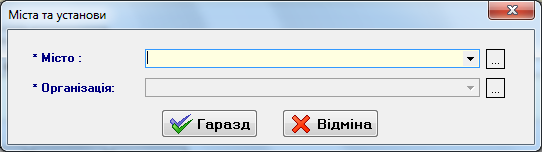 Міста та установи
* Місто :
...
* Організація:
...
Гаразд Відміна